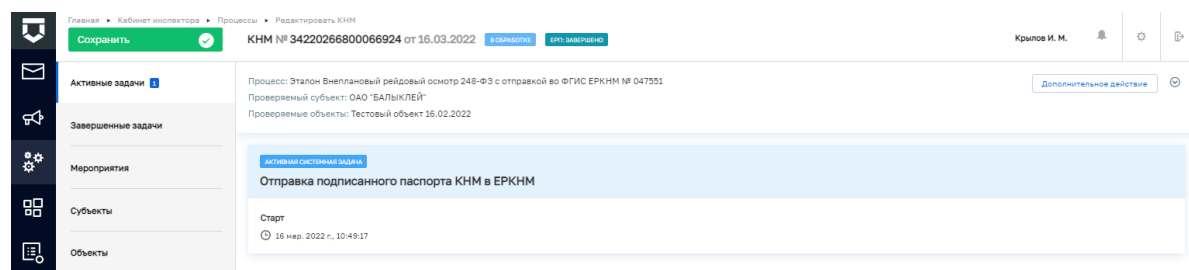 Главная ▸ Кабинет инспектора ▸ Процессы ▸ Редактировать КНМ
Сохранить
КНМ № 34220266800066924 от 16.03.2022 В ОБРАБОТКЕ ЕРП: ЗАВЕРШЕНО
Крылов И. М.
Активные задачи 1
Завершенные задачи
Мероприятия
Субъекты
Объекты
Процесс: Эталон Внеплановый рейдовый осмотр 248-ФЗ с отправкой во ФГИС ЕРКНМ № 047551
Проверяемый субъект: ОАО "БАЛЫКЛЕЙ"
Проверяемые объекты: Тестовый объект 16.02.2022
Дополнительное действие
АКТИВНАЯ СИСТЕМНАЯ ЗАДАЧА
Отправка подписанного паспорта КНМ в ЕРКНМ
Старт
16 мар. 2022 г., 10:49:17